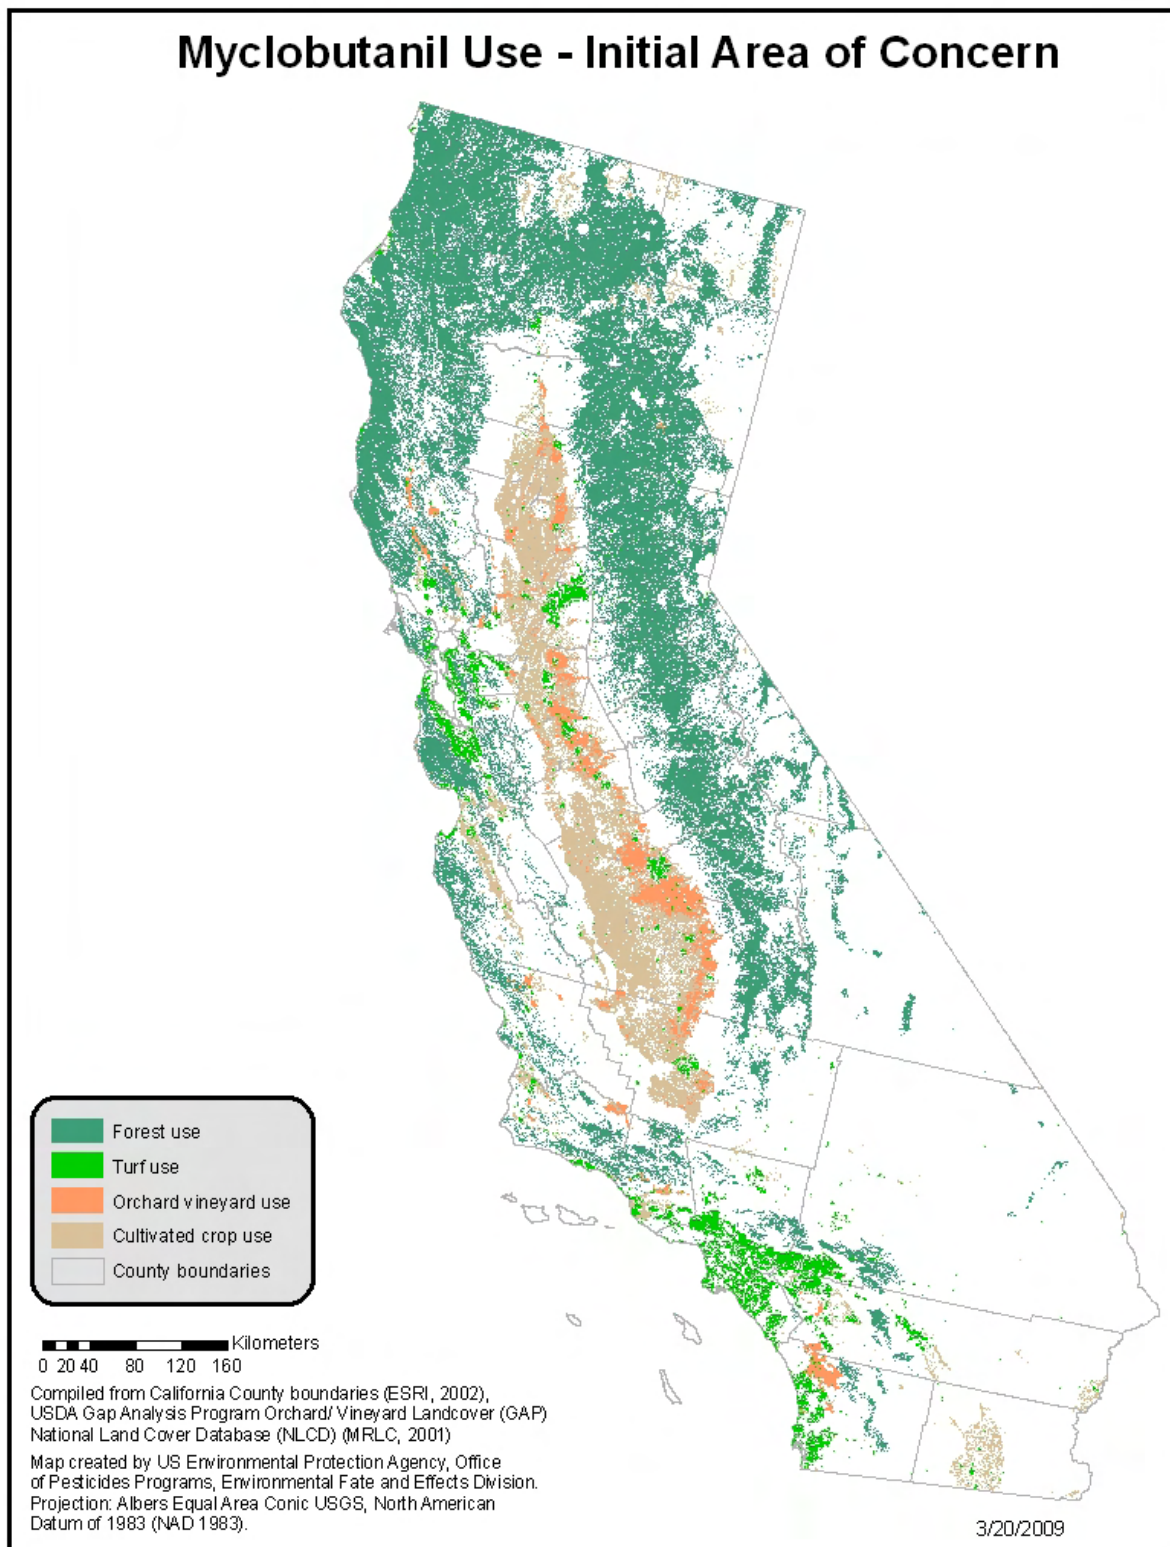 Myclobutanil Use - Initial Area of Concern
Forest use
Turf use
Orchard vineyard use
Cultivated crop use
County boundaries
Kilometers
0 20 40 80 120 160
Compiled from California County boundaries (ESRI, 2002),
USDA Gap Analysis Program Orchard/ Vineyard Landcover (GAP)
National Land Cover Database (NLCD) (MRLC, 2001)
Map created by US Environmental Protection Agency, Office
of Pesticides Programs, Environmental Fate and Effects Division.
Projection: Albers Equal Area Conic USGS, North American
Datum of 1983 (NAD 1983).
3/20/2009